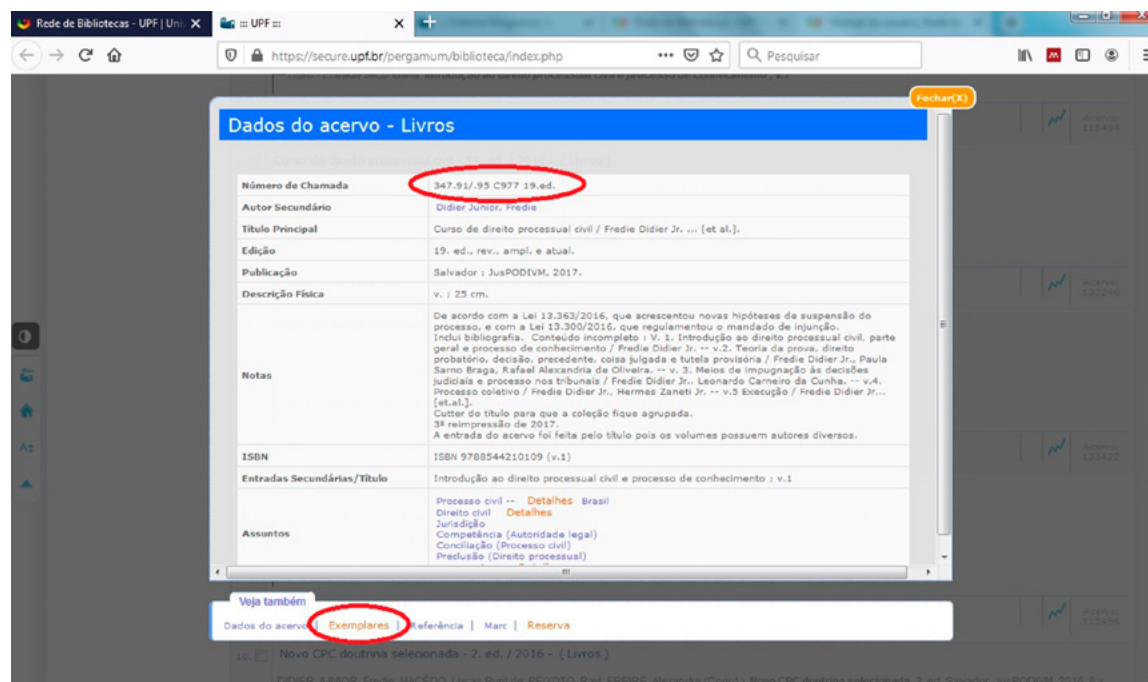 Rede de Bibliotecas - UPF | Uni
::: UPF :::
https://secure.upf.br/pergamum/biblioteca/index.php
Pesquisar
Fechar(X)
Dados do acervo - Livros
Número de Chamada
347.91/.95 C977 19.ed.
Autor Secundário
Didier Junior, Fredie
Título Principal
Curso de direito processual civil / Fredie Didier Jr. ... [et al.].
Edição
19. ed., rev., ampl. e atual.
Publicação
Salvador : JusPODIVM, 2017.
Descrição Física
v. ; 25 cm.
Notas
De acordo com a Lei 13.363/2016, que acrescentou novas hipóteses de suspensão do
processo, e com a Lei 13.300/2016, que regulamentou o mandado de injunção.
Inclui bibliografia. Conteúdo incompleto : V. 1. Introdução ao direito processual civil, parte
geral e processo de conhecimento / Fredie Didier Jr. -- v.2. Teoria da prova, direito
probatório, decisão, precedente, coisa julgada e tutela provisória / Fredie Didier Jr., Paula
Sarno Braga, Rafael Alexandria de Oliveira. -- v. 3. Meios de impugnação às decisões
judiciais e processo nos tribunais / Fredie Didier Jr., Leonardo Carneiro da Cunha. -- v.4.
Processo coletivo / Fredie Didier Jr., Hermes Zaneti Jr. -- v.5 Execução / Fredie Didier Jr...
[et.al.].
Cutter do título para que a coleção fique agrupada.
3ª reimpressão de 2017.
A entrada do acervo foi feita pelo título pois os volumes possuem autores diversos.
ISBN
ISBN 9788544210109 (v.1)
Entradas Secundárias/Título
Introdução ao direito processual civil e processo de conhecimento ; v.1
Assuntos
Processo civil -- Detalhes Brasil
Direito civil Detalhes
Jurisdição
Competência (Autoridade legal)
Conciliação (Processo civil)
Preclusão (Direito processual)
Veja também
Dados do acervo | Exemplares | Referência | Marc | Reserva
10. Novo CPC doutrina selecionada - 2. ed. / 2016 - ( Livros )